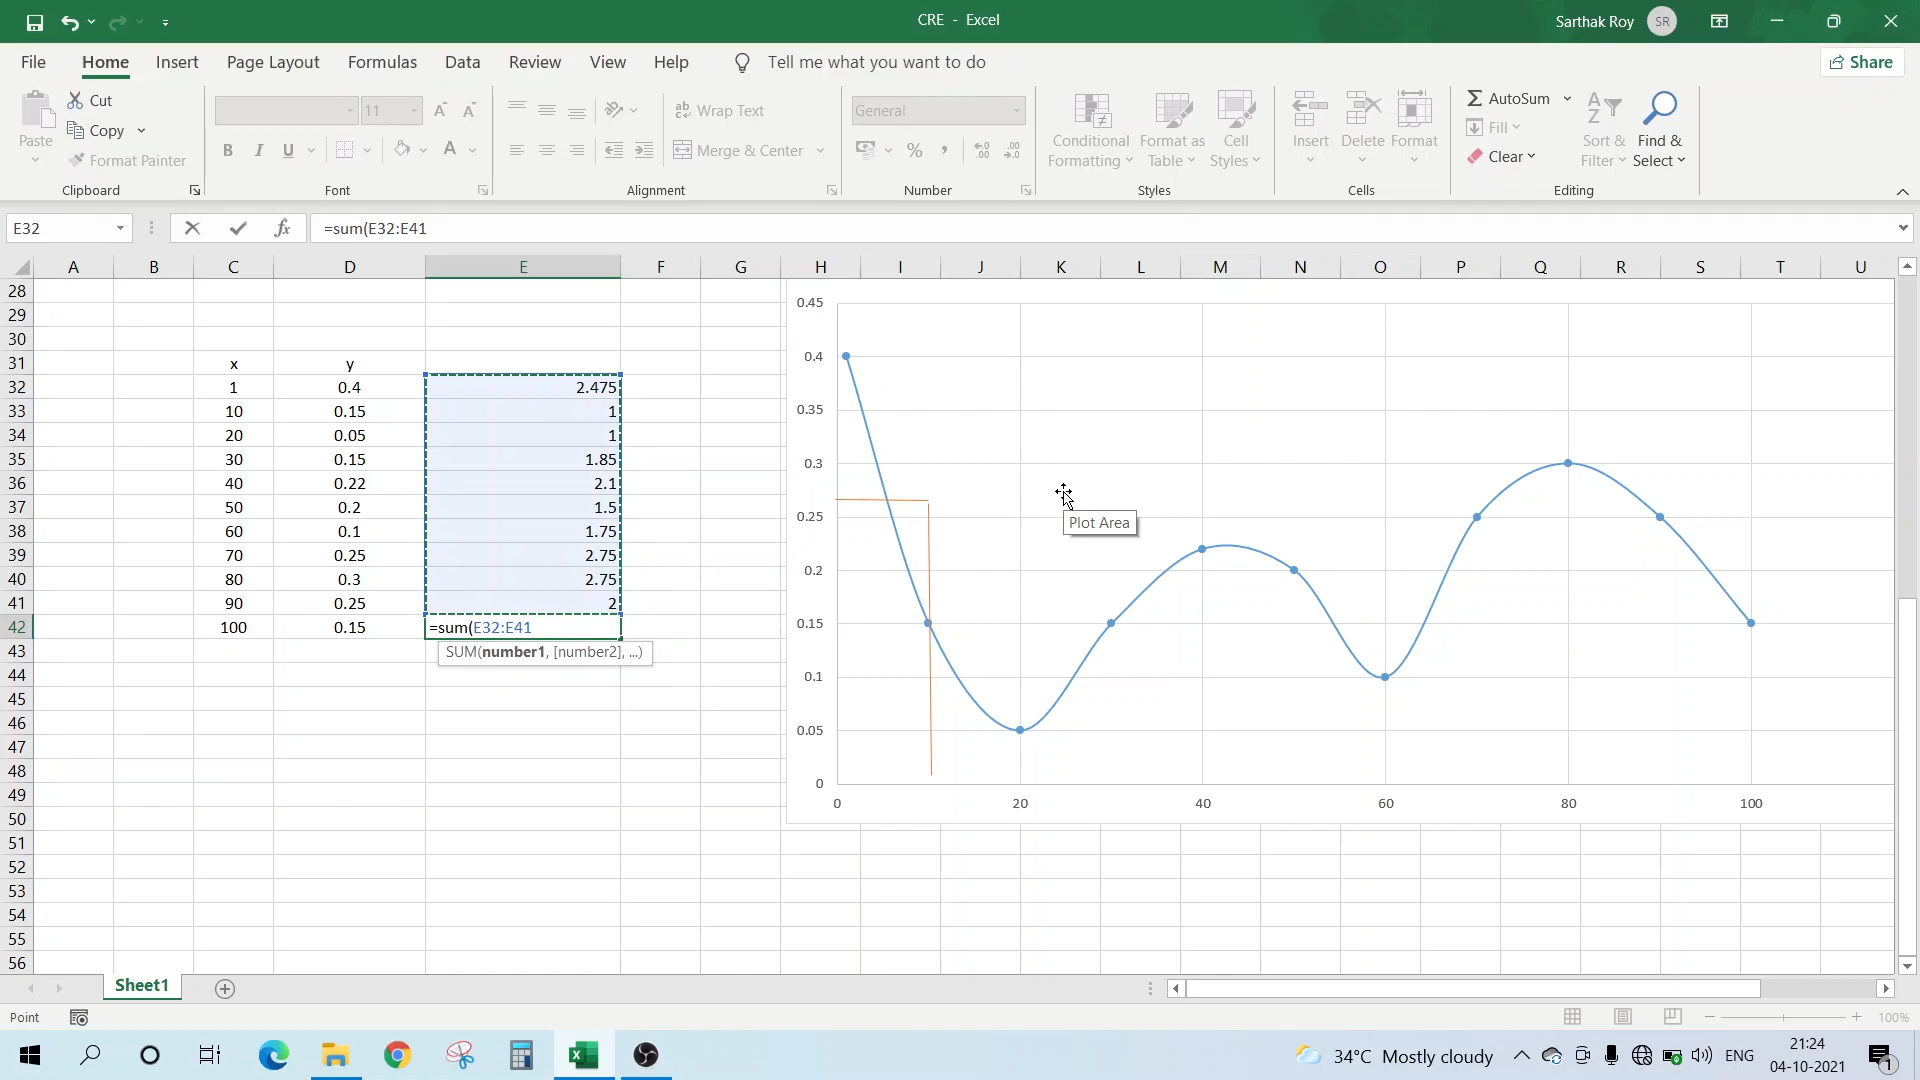 CRE - Excel
Sarthak Roy SR
File Home Insert Page Layout Formulas Data Review View Help Tell me what you want to do Share
Paste
Cut
Copy
Format Painter
Clipboard
11
B I U A
Font
ab Wrap Text
Merge & Center
Alignment
General
%
Number
Conditional Formatting
Format as Table
Cell Styles
Styles
Insert Delete Format
Cells
AutoSum
Fill
Clear
Sort & Filter
Find & Select
Editing
E32 fx =sum(E32:E41
A B C D E F G H I J K L M N O P Q R S T U
28
29
30
31 x y
32 1 0.4 2.475
33 10 0.15 1
34 20 0.05 1
35 30 0.15 1.85
36 40 0.22 2.1
37 50 0.2 1.5
38 60 0.1 1.75
39 70 0.25 2.75
40 80 0.3 2.75
41 90 0.25 2
42 100 0.15 =sum(E32:E41
SUM(number1, [number2], ...)
43
44
45
46
47
48
49
50
51
52
53
54
55
56
0.45
0.4
0.35
0.3
0.25
0.2
0.15
0.1
0.05
0
0 20 40 60 80 100
Plot Area
Sheet1
Point
100%
34°C Mostly cloudy
ENG
21:24
04-10-2021
1